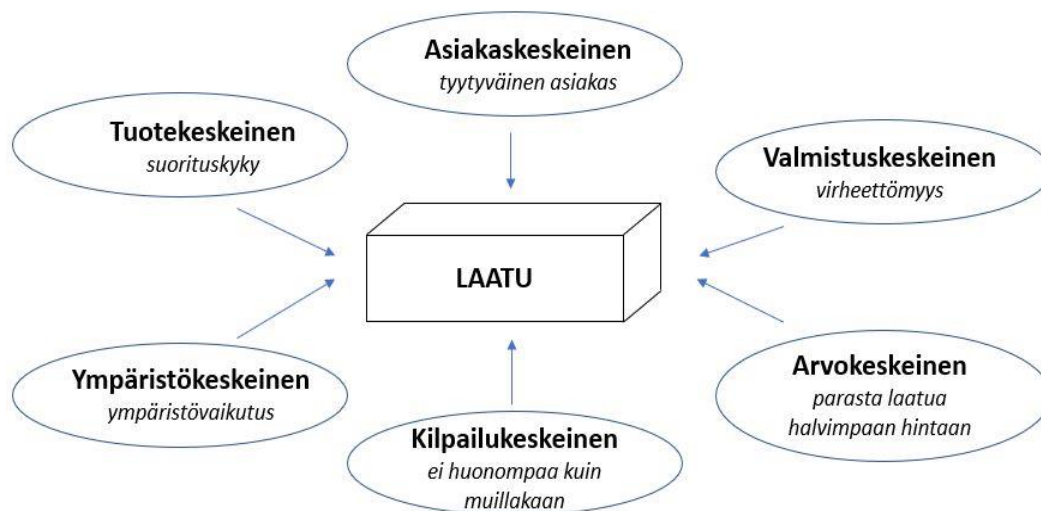 Asiakaskeskeinen
tyytyväinen asiakas
Tuotekeskeinen
suorituskyky
Valmistuskeskeinen
virheettömyys
LAATU
Ympäristökeskeinen
ympäristövaikutus
Arvokeskeinen
parasta laatua
halvimpaan hintaan
Kilpailukeskeinen
ei huonompaa kuin
muillakaan